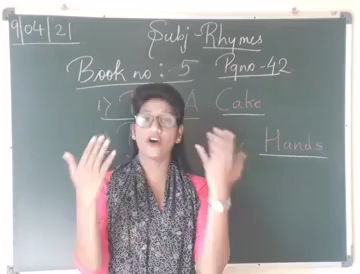 9/04/21
Subj - Rhymes
Book no :- 5 Pgno - 42
1) A Cake
Hands